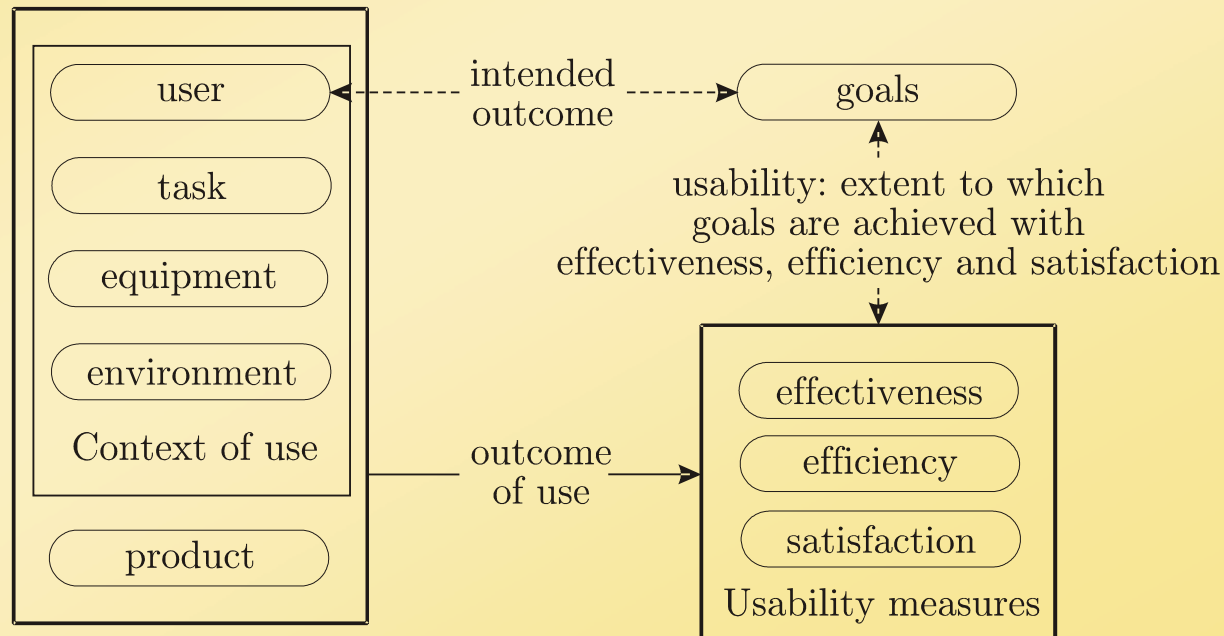 user
intended
outcome
goals
task
usability: extent to which
goals are achieved with
effectiveness, efficiency and satisfaction
equipment
environment
Context of use
product
outcome
of use
effectiveness
efficiency
satisfaction
Usability measures